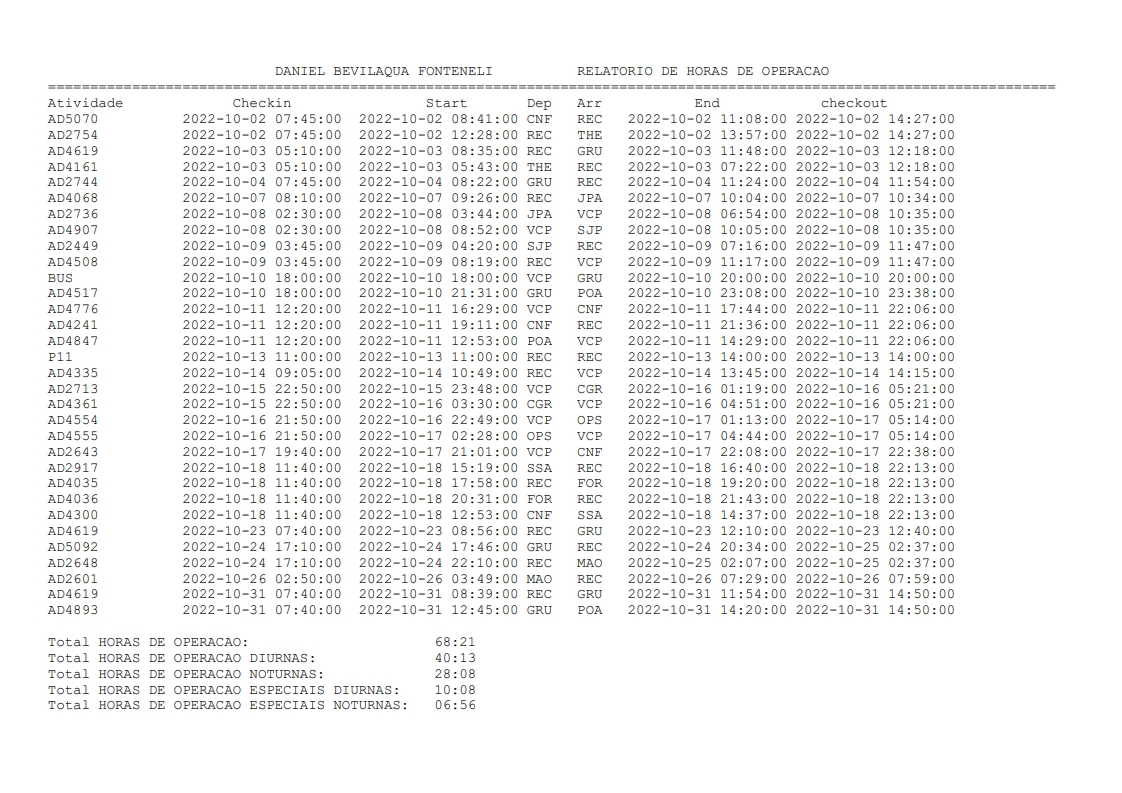 DANIEL BEVILAQUA FONTENELI RELATORIO DE HORAS DE OPERACAO
========================================================================================================================
Atividade Checkin Start Dep Arr End checkout
AD5070 2022-10-02 07:45:00 2022-10-02 08:41:00 CNF REC 2022-10-02 11:08:00 2022-10-02 14:27:00
AD2754 2022-10-02 07:45:00 2022-10-02 12:28:00 REC THE 2022-10-02 13:57:00 2022-10-02 14:27:00
AD4619 2022-10-03 05:10:00 2022-10-03 08:35:00 REC GRU 2022-10-03 11:48:00 2022-10-03 12:18:00
AD4161 2022-10-03 05:10:00 2022-10-03 05:43:00 THE REC 2022-10-03 07:22:00 2022-10-03 12:18:00
AD2744 2022-10-04 07:45:00 2022-10-04 08:22:00 GRU REC 2022-10-04 11:24:00 2022-10-04 11:54:00
AD4068 2022-10-07 08:10:00 2022-10-07 09:26:00 REC JPA 2022-10-07 10:04:00 2022-10-07 10:34:00
AD2736 2022-10-08 02:30:00 2022-10-08 03:44:00 JPA VCP 2022-10-08 06:54:00 2022-10-08 10:35:00
AD4907 2022-10-08 02:30:00 2022-10-08 08:52:00 VCP SJP 2022-10-08 10:05:00 2022-10-08 10:35:00
AD2449 2022-10-09 03:45:00 2022-10-09 04:20:00 SJP REC 2022-10-09 07:16:00 2022-10-09 11:47:00
AD4508 2022-10-09 03:45:00 2022-10-09 08:19:00 REC VCP 2022-10-09 11:17:00 2022-10-09 11:47:00
BUS 2022-10-10 18:00:00 2022-10-10 18:00:00 VCP GRU 2022-10-10 20:00:00 2022-10-10 20:00:00
AD4517 2022-10-10 18:00:00 2022-10-10 21:31:00 GRU POA 2022-10-10 23:08:00 2022-10-10 23:38:00
AD4776 2022-10-11 12:20:00 2022-10-11 16:29:00 VCP CNF 2022-10-11 17:44:00 2022-10-11 22:06:00
AD4241 2022-10-11 12:20:00 2022-10-11 19:11:00 CNF REC 2022-10-11 21:36:00 2022-10-11 22:06:00
AD4847 2022-10-11 12:20:00 2022-10-11 12:53:00 POA VCP 2022-10-11 14:29:00 2022-10-11 22:06:00
P11 2022-10-13 11:00:00 2022-10-13 11:00:00 REC REC 2022-10-13 14:00:00 2022-10-13 14:00:00
AD4335 2022-10-14 09:05:00 2022-10-14 10:49:00 REC VCP 2022-10-14 13:45:00 2022-10-14 14:15:00
AD2713 2022-10-15 22:50:00 2022-10-15 23:48:00 VCP CGR 2022-10-16 01:19:00 2022-10-16 05:21:00
AD4361 2022-10-15 22:50:00 2022-10-16 03:30:00 CGR VCP 2022-10-16 04:51:00 2022-10-16 05:21:00
AD4554 2022-10-16 21:50:00 2022-10-16 22:49:00 VCP OPS 2022-10-17 01:13:00 2022-10-17 05:14:00
AD4555 2022-10-16 21:50:00 2022-10-17 02:28:00 OPS VCP 2022-10-17 04:44:00 2022-10-17 05:14:00
AD2643 2022-10-17 19:40:00 2022-10-17 21:01:00 VCP CNF 2022-10-17 22:08:00 2022-10-17 22:38:00
AD2917 2022-10-18 11:40:00 2022-10-18 15:19:00 SSA REC 2022-10-18 16:40:00 2022-10-18 22:13:00
AD4035 2022-10-18 11:40:00 2022-10-18 17:58:00 REC FOR 2022-10-18 19:20:00 2022-10-18 22:13:00
AD4036 2022-10-18 11:40:00 2022-10-18 20:31:00 FOR REC 2022-10-18 21:43:00 2022-10-18 22:13:00
AD4300 2022-10-18 11:40:00 2022-10-18 12:53:00 CNF SSA 2022-10-18 14:37:00 2022-10-18 22:13:00
AD4619 2022-10-23 07:40:00 2022-10-23 08:56:00 REC GRU 2022-10-23 12:10:00 2022-10-23 12:40:00
AD5092 2022-10-24 17:10:00 2022-10-24 17:46:00 GRU REC 2022-10-24 20:34:00 2022-10-25 02:37:00
AD2648 2022-10-24 17:10:00 2022-10-24 22:10:00 REC MAO 2022-10-25 02:07:00 2022-10-25 02:37:00
AD2601 2022-10-26 02:50:00 2022-10-26 03:49:00 MAO REC 2022-10-26 07:29:00 2022-10-26 07:59:00
AD4619 2022-10-31 07:40:00 2022-10-31 08:39:00 REC GRU 2022-10-31 11:54:00 2022-10-31 14:50:00
AD4893 2022-10-31 07:40:00 2022-10-31 12:45:00 GRU POA 2022-10-31 14:20:00 2022-10-31 14:50:00
Total HORAS DE OPERACAO: 68:21
Total HORAS DE OPERACAO DIURNAS: 40:13
Total HORAS DE OPERACAO NOTURNAS: 28:08
Total HORAS DE OPERACAO ESPECIAIS DIURNAS: 10:08
Total HORAS DE OPERACAO ESPECIAIS NOTURNAS: 06:56